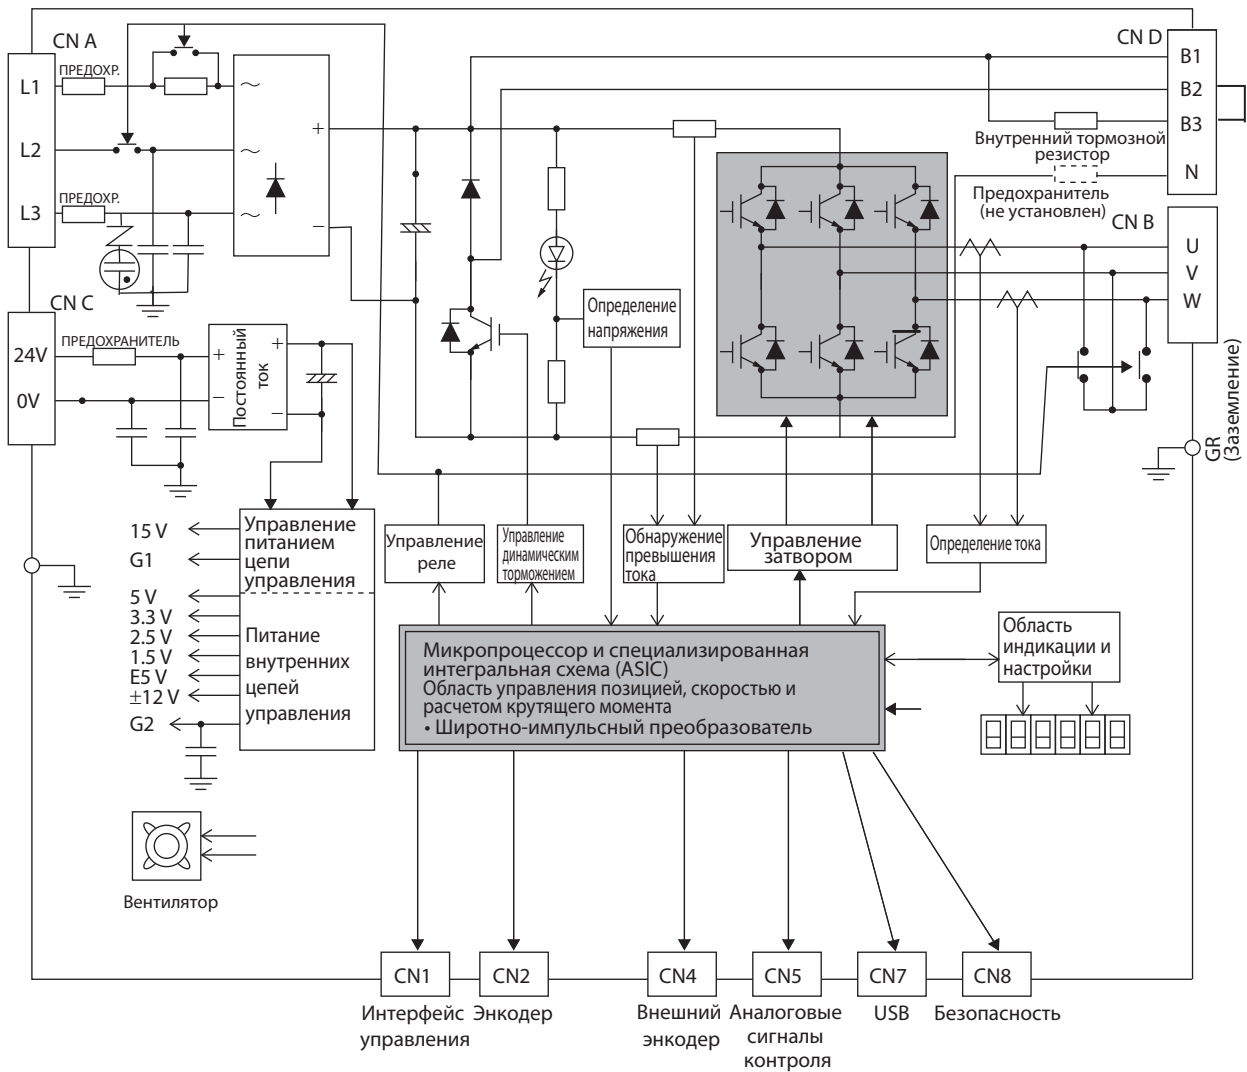 CN A
L1
ПРЕДОХР.
L2
L3
ПРЕДОХР.
+
−
CN D
B1
B2
B3
N
Внутренний тормозной
резистор
Предохранитель
(не установлен)
CN B
U
V
W
GR
(Заземление)
Определение
напряжения
CN C
24V
0V
ПРЕДОХРАНИТЕЛЬ
+
−
Постоянный
ток
+
−
15 V
G1
5 V
3.3 V
2.5 V
1.5 V
E5 V
±12 V
G2
Управление
питанием
цепи
управления
Питание
внутренних
цепей
управления
Управление
реле
Управление
динамическим
торможением
Обнаружение
превышения
тока
Управление
затвором
Определение тока
Микропроцессор и специализированная
интегральная схема (ASIC)
Область управления позицией, скоростью и
расчетом крутящего момента
• Широтно-импульсный преобразователь
Область
индикации и
настройки
Вентилятор
CN1
CN2
CN4
CN5
CN7
CN8
Интерфейс
управления
Энкодер
Внешний
энкодер
Аналоговые
сигналы
контроля
USB
Безопасность